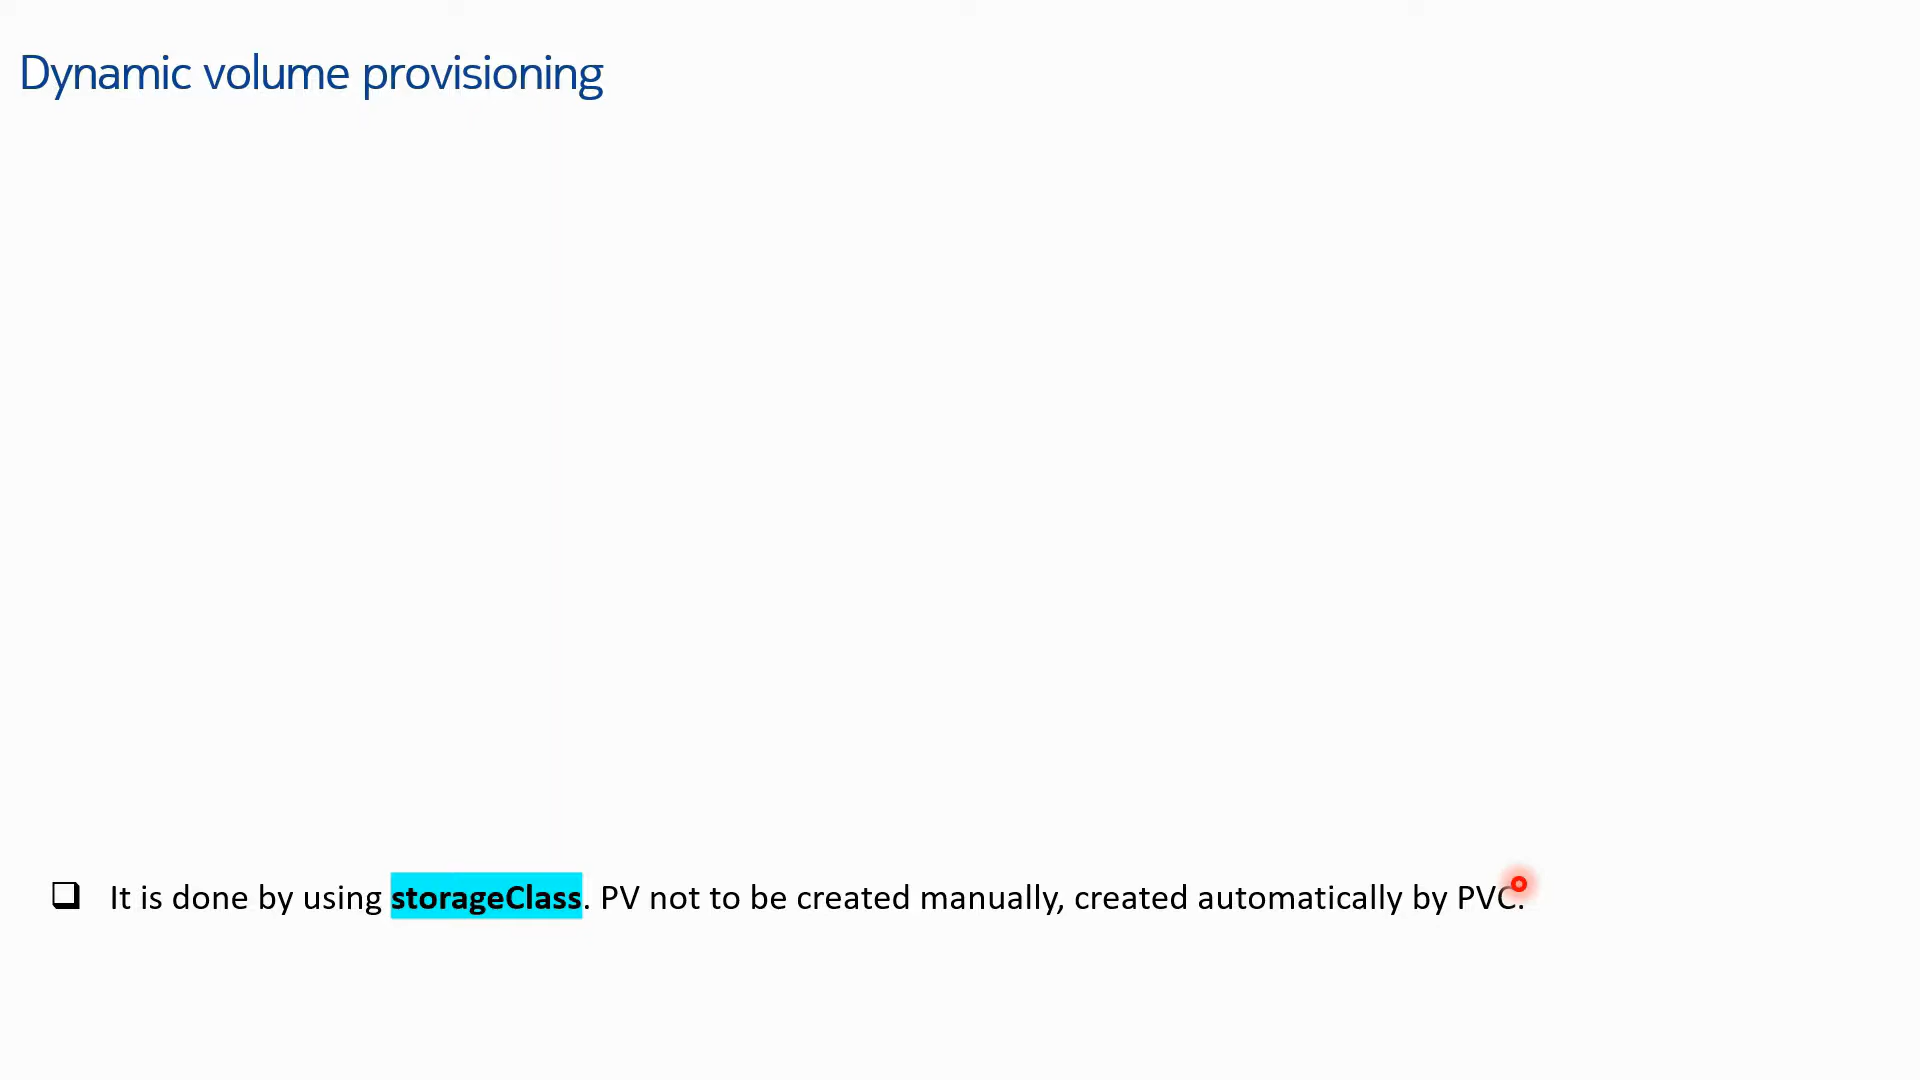 Dynamic volume provisioning
It is done by using storageClass. PV not to be created manually, created automatically by PVC.